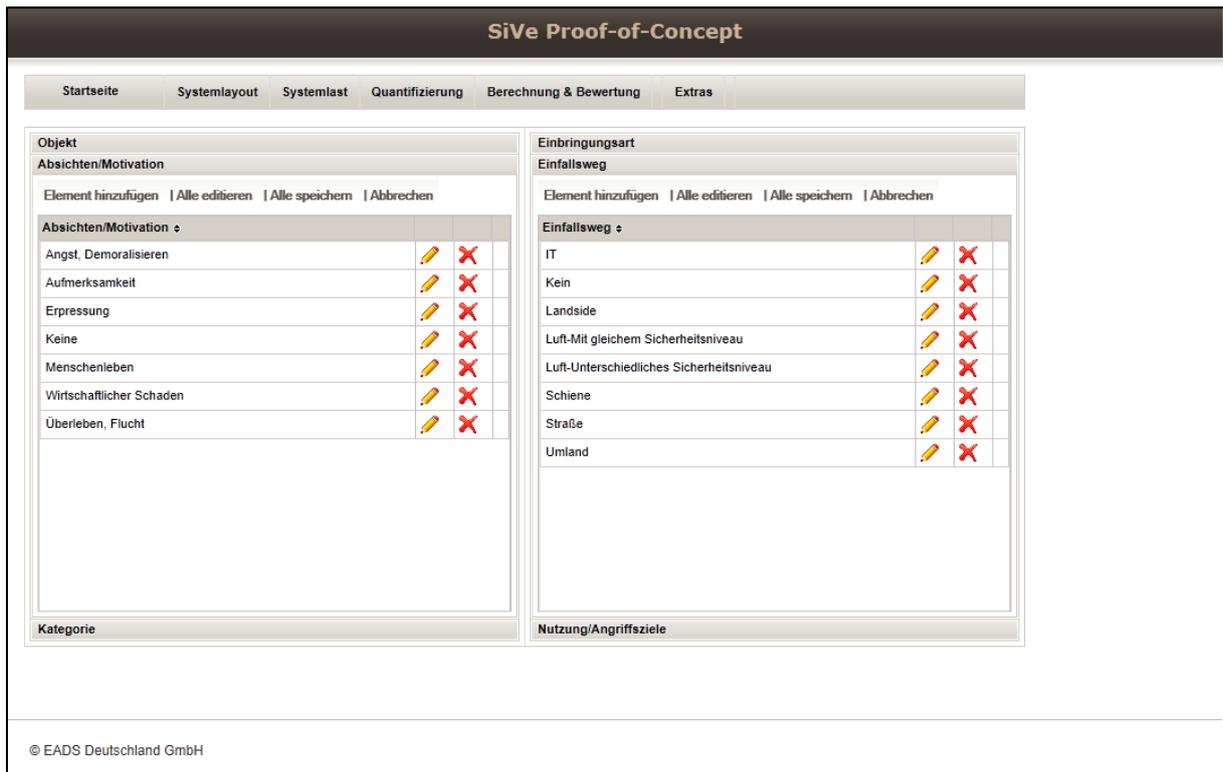 SiVe Proof-of-Concept
Startseite Systemlayout Systemlast Quantifizierung Berechnung & Bewertung Extras
Objekt
Absichten/Motivation
Element hinzufügen | Alle editieren | Alle speichern | Abbrechen
Absichten/Motivation
Angst, Demoralisieren
Aufmerksamkeit
Erpressung
Keine
Menschenleben
Wirtschaftlicher Schaden
Überleben, Flucht
Kategorie
Einbringungsart
Einfallsweg
Element hinzufügen | Alle editieren | Alle speichern | Abbrechen
Einfallsweg
IT
Kein
Landside
Luft-Mit gleichem Sicherheitsniveau
Luft-Unterschiedliches Sicherheitsniveau
Schiene
Straße
Umland
Nutzung/Angriffsziele
© EADS Deutschland GmbH